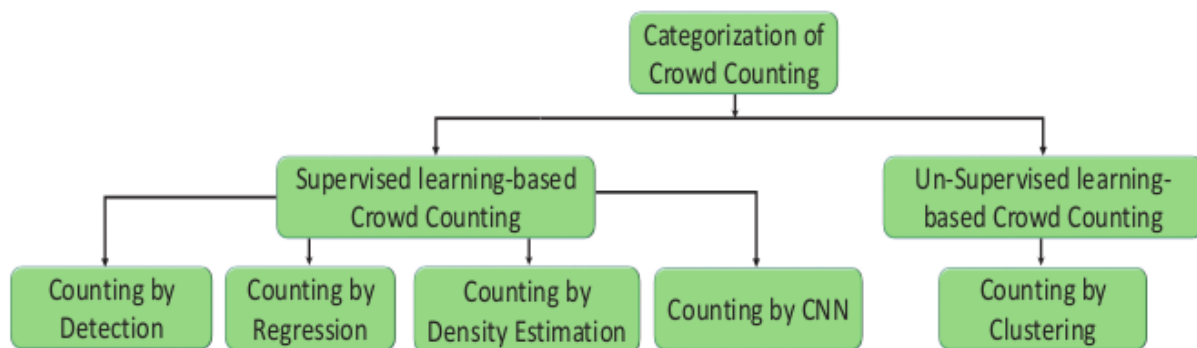 Categorization of
Crowd Counting
Supervised learning-based
Crowd Counting
Un-Supervised learning-
based Crowd Counting
Counting by
Detection
Counting by
Regression
Counting by
Density Estimation
Counting by CNN
Counting by
Clustering